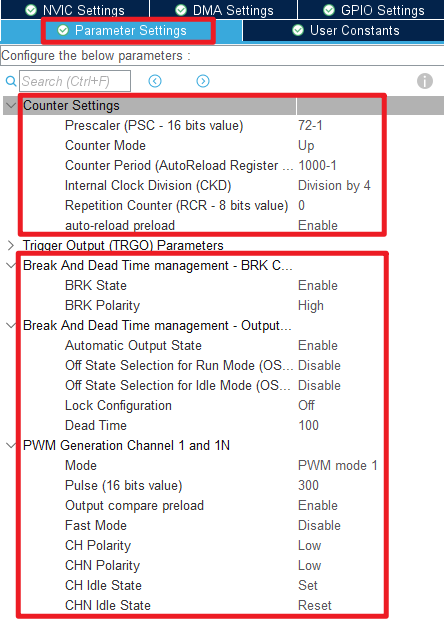 NVIC Settings DMA Settings GPIO Settings
Parameter Settings User Constants
Configure the below parameters :
Search (Ctrl+F)
Counter Settings
Prescaler (PSC - 16 bits value) 72-1
Counter Mode Up
Counter Period (AutoReload Register ... 1000-1
Internal Clock Division (CKD) Division by 4
Repetition Counter (RCR - 8 bits value) 0
auto-reload preload Enable
Trigger Output (TRGO) Parameters
Break And Dead Time management - BRK C...
BRK State Enable
BRK Polarity High
Break And Dead Time management - Output...
Automatic Output State Enable
Off State Selection for Run Mode (OS... Disable
Off State Selection for Idle Mode (OS... Disable
Lock Configuration Off
Dead Time 100
PWM Generation Channel 1 and 1N
Mode PWM mode 1
Pulse (16 bits value) 300
Output compare preload Enable
Fast Mode Disable
CH Polarity Low
CHN Polarity Low
CH Idle State Set
CHN Idle State Reset